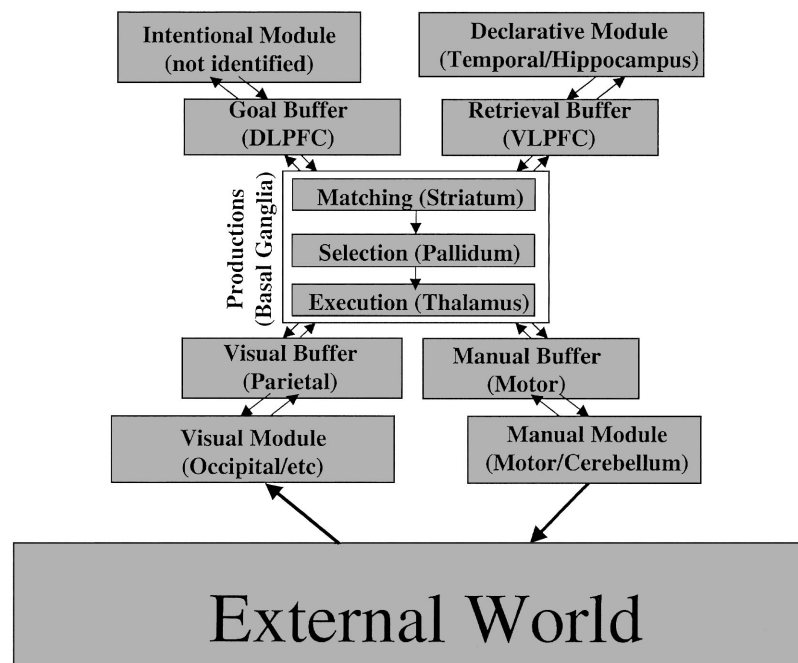 Intentional Module
(not identified)
Declarative Module
(Temporal/Hippocampus)
Goal Buffer
(DLPFC)
Retrieval Buffer
(VLPFC)
Productions
(Basal Ganglia)
Matching (Striatum)
Selection (Pallidum)
Execution (Thalamus)
Visual Buffer
(Parietal)
Manual Buffer
(Motor)
Visual Module
(Occipital/etc)
Manual Module
(Motor/Cerebellum)
External World